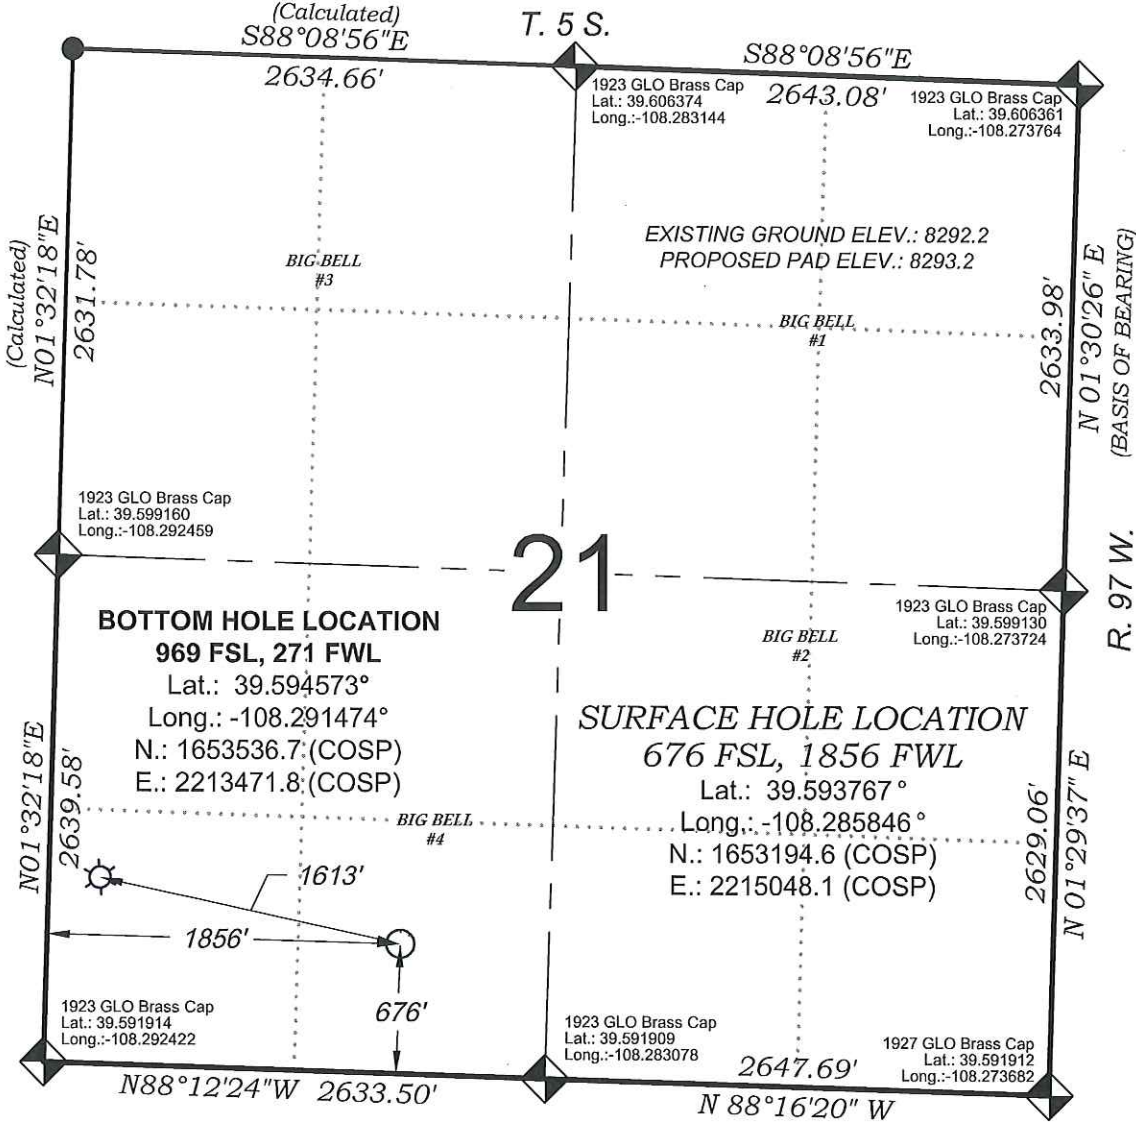 (Calculated)
S88°08'56"E
2634.66'
T. 5 S.
S88°08'56"E
2643.08'
1923 GLO Brass Cap
Lat.: 39.606374
Long.:-108.283144
1923 GLO Brass Cap
Lat.: 39.606361
Long.:-108.273764
EXISTING GROUND ELEV.: 8292.2
PROPOSED PAD ELEV.: 8293.2
(Calculated)
N01°32'18"E
2631.78'
BIG BELL
#3
BIG BELL
#1
2633.98'
N 01°30'26" E
(BASIS OF BEARING)
1923 GLO Brass Cap
Lat.: 39.599160
Long.:-108.292459
21
R. 97 W.
1923 GLO Brass Cap
Lat.: 39.599130
Long.:-108.273724
BOTTOM HOLE LOCATION
969 FSL, 271 FWL
Lat.: 39.594573°
Long.: -108.291474°
N.: 1653536.7 (COSP)
E.: 2213471.8 (COSP)
BIG BELL
#2
SURFACE HOLE LOCATION
676 FSL, 1856 FWL
Lat.: 39.593767°
Long.: -108.285846°
N.: 1653194.6 (COSP)
E.: 2215048.1 (COSP)
N01°32'18"E
2639.58'
BIG BELL
#4
2629.06'
N 01°29'37" E
1613'
1856'
676'
1923 GLO Brass Cap
Lat.: 39.591914
Long.:-108.292422
1923 GLO Brass Cap
Lat.: 39.591909
Long.:-108.283078
1927 GLO Brass Cap
Lat.: 39.591912
Long.:-108.273682
N88°12'24"W 2633.50'
2647.69'
N 88°16'20" W